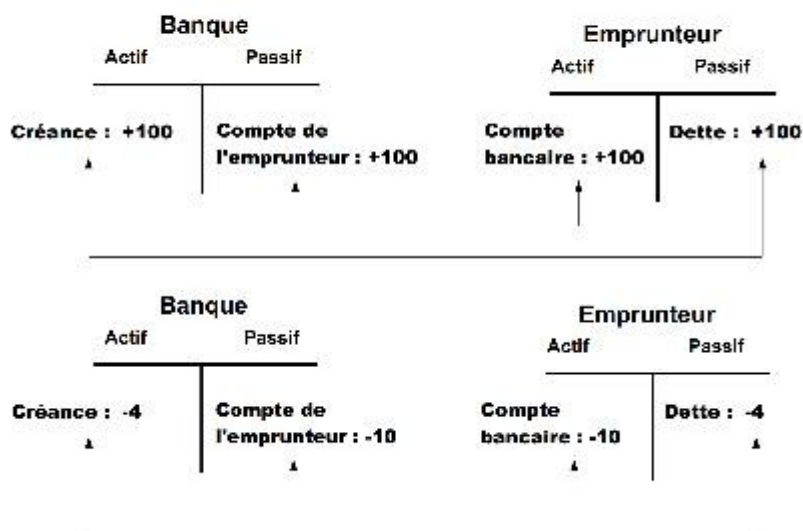 Banque
Actif Passif
Créance : +100
Compte de
l'emprunteur : +100
Emprunteur
Actif Passif
Compte
bancaire : +100
Dette : +100
Banque
Actif Passif
Créance : -4
Compte de
l'emprunteur : -10
Emprunteur
Actif Passif
Compte
bancaire : -10
Dette : -4